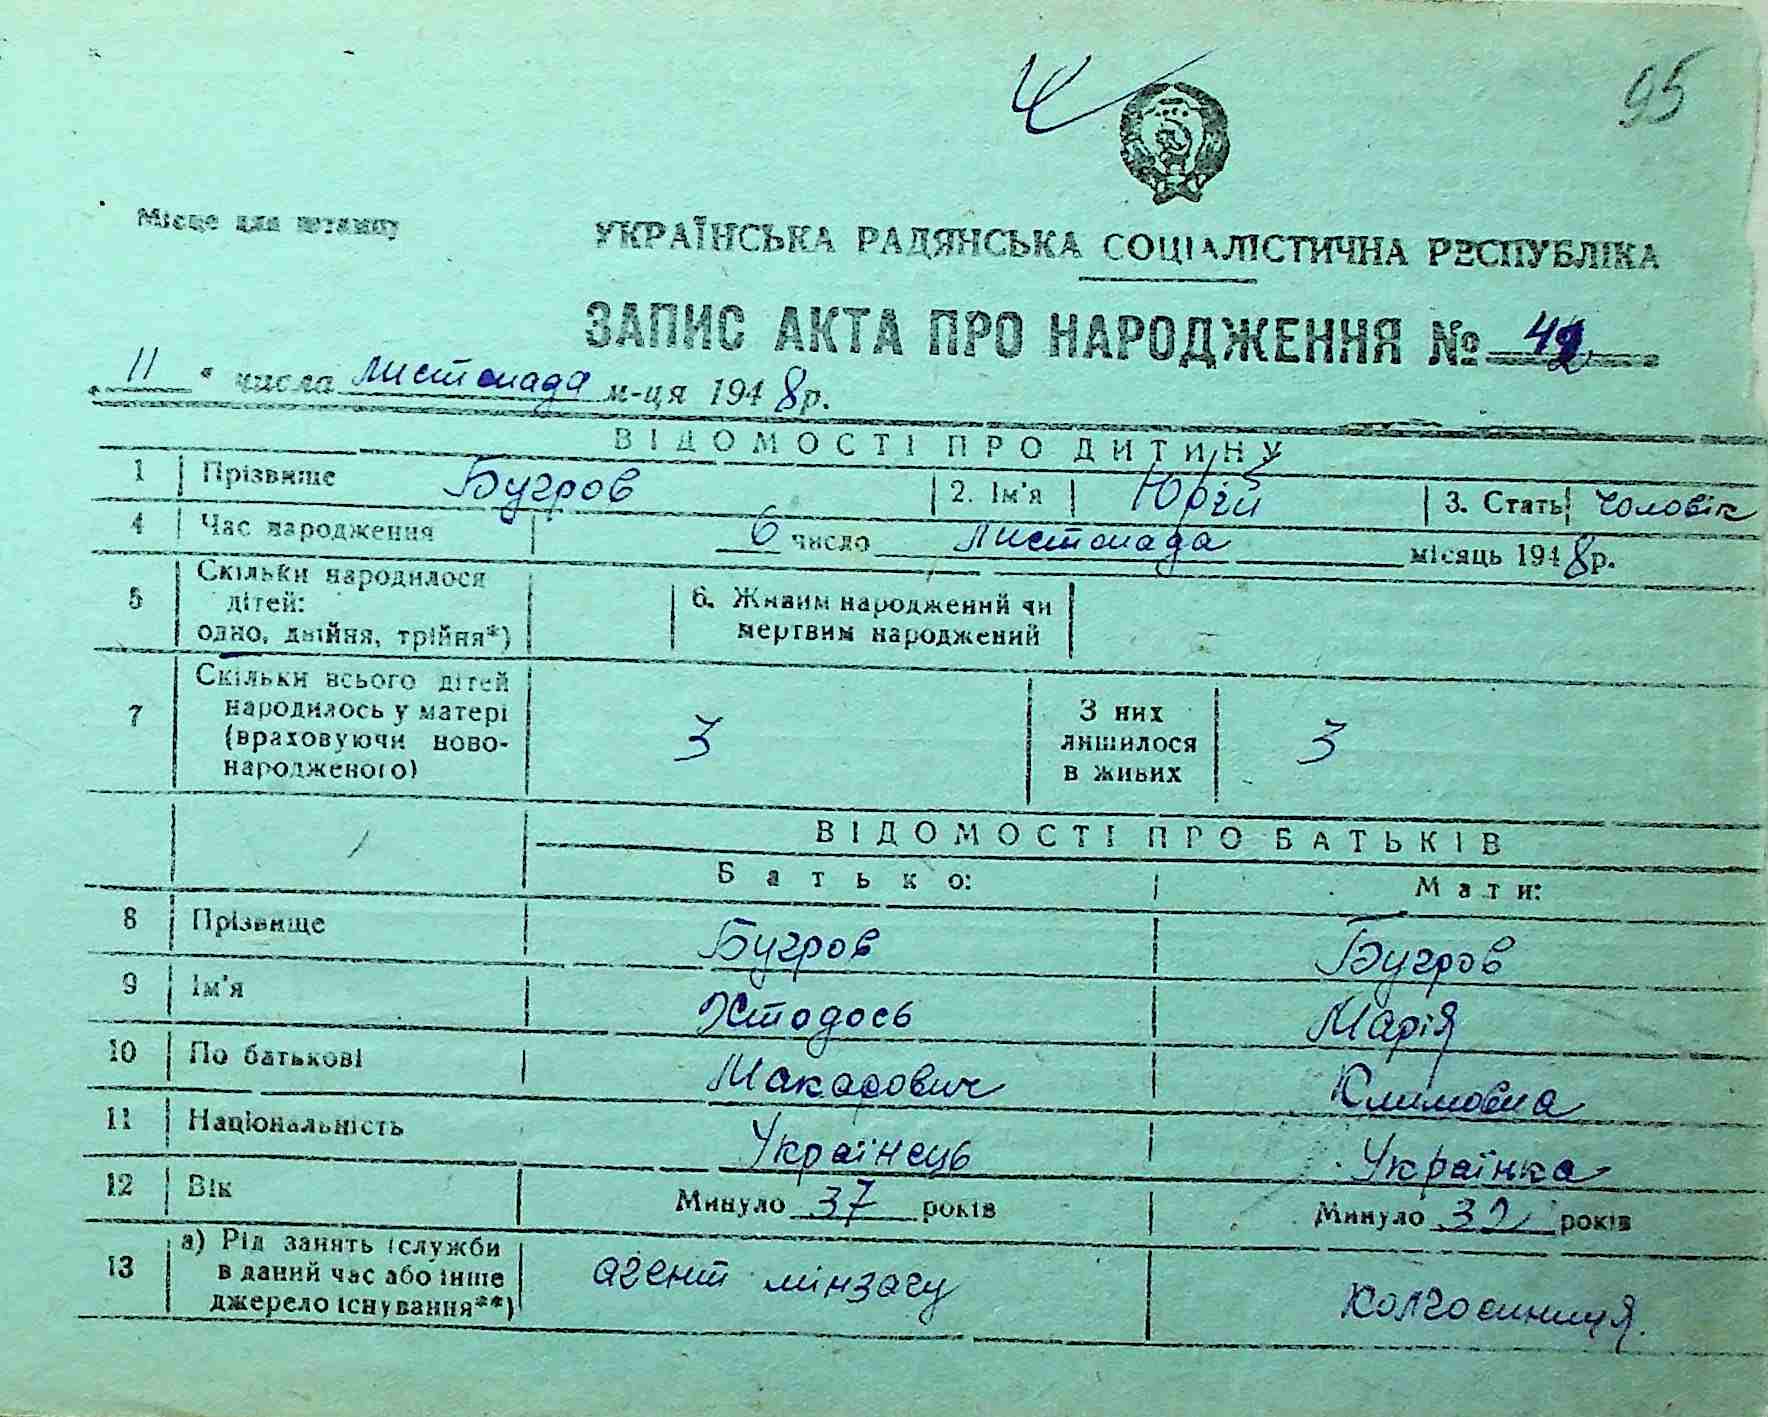 95
Місце для штампу
УКРАЇНСЬКА РАДЯНСЬКА СОЦІАЛІСТИЧНА РЕСПУБЛІКА
ЗАПИС АКТА ПРО НАРОДЖЕННЯ № 42
„ 11 " числа листопада м-ця 1948р.
ВІДОМОСТІ ПРО ДИТИНУ
1 Прізвище Бугров 2. Ім'я Юрій 3. Стать чоловік
4 Час народження 6 число листопада місяць 1948р.
5 Скільки народилося дітей: одно, двійня, трійня*) 6. Живим народжений чи мертвим народжений
7 Скільки всього дітей народилось у матері (враховуючи новонародженого) 3 З них лишилося в живих 3
ВІДОМОСТІ ПРО БАТЬКІВ
Батько: Мати:
8 Прізвище Бугров Бугров
9 Ім'я Хтодось Марія
10 По батькові Макарович Климовна
11 Національність Українець Українка
12 Вік Минуло 37 років Минуло 32 років
13 а) Рід занять (служби в даний час або інше джерело існування**) агент мінзагу Колгоспниця.